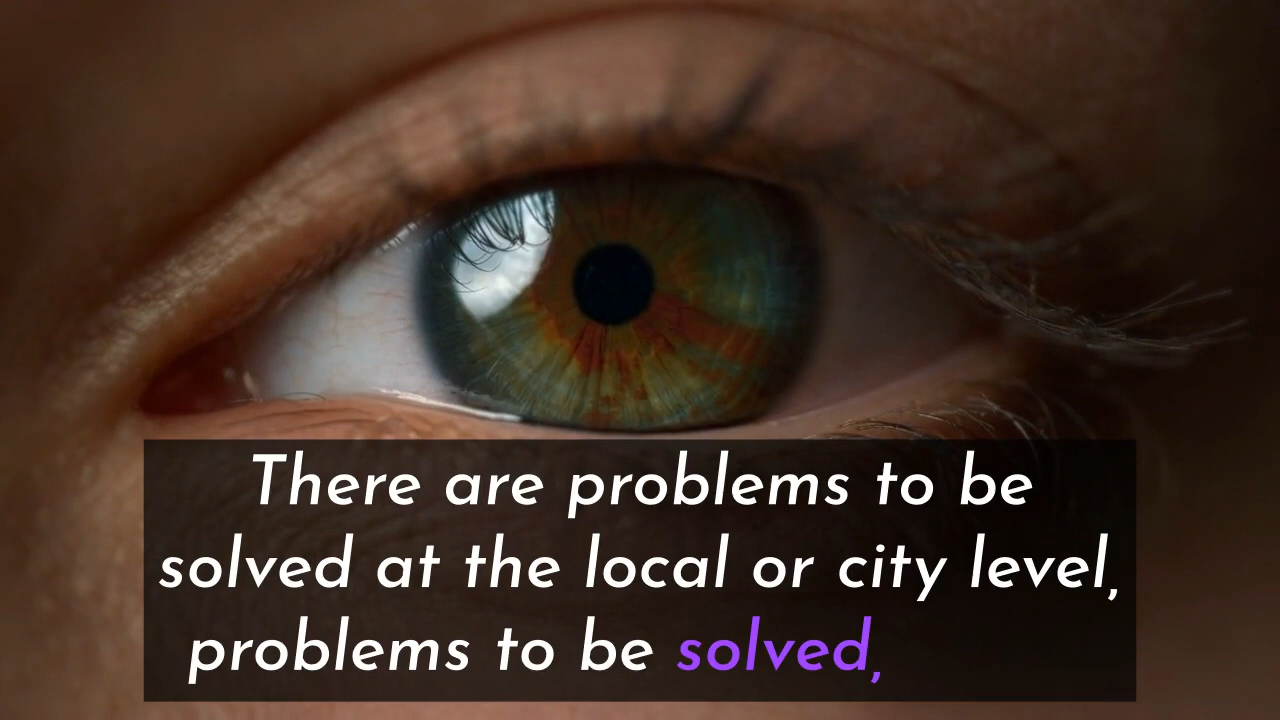 There are problems to be
solved at the local or city level,
problems to be solved,